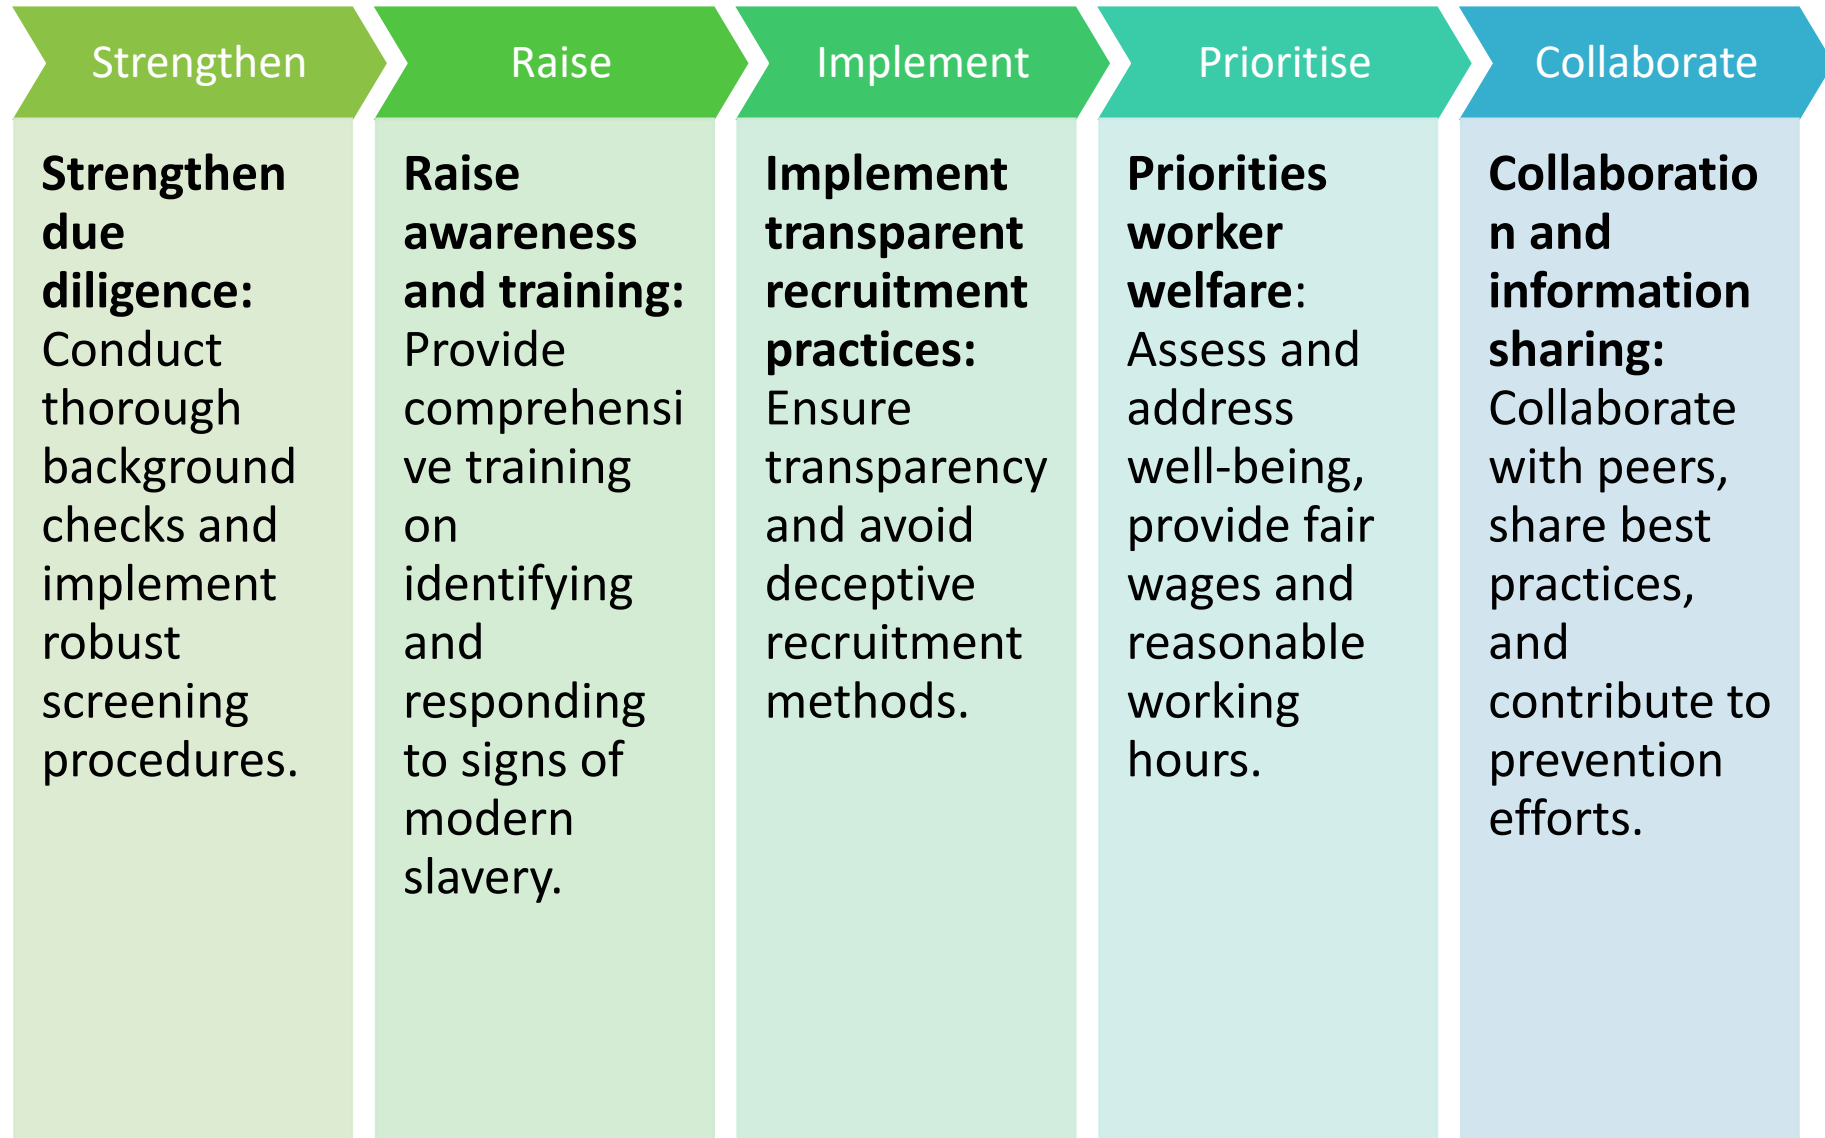 Strengthen
Raise
Implement
Prioritise
Collaborate
Strengthen
due
diligence:
Conduct
thorough
background
checks and
implement
robust
screening
procedures.
Raise
awareness
and training:
Provide
comprehensi
ve training
on
identifying
and
responding
to signs of
modern
slavery.
Implement
transparent
recruitment
practices:
Ensure
transparency
and avoid
deceptive
recruitment
methods.
Priorities
worker
welfare:
Assess and
address
well-being,
provide fair
wages and
reasonable
working
hours.
Collaboratio
n and
information
sharing:
Collaborate
with peers,
share best
practices,
and
contribute to
prevention
efforts.